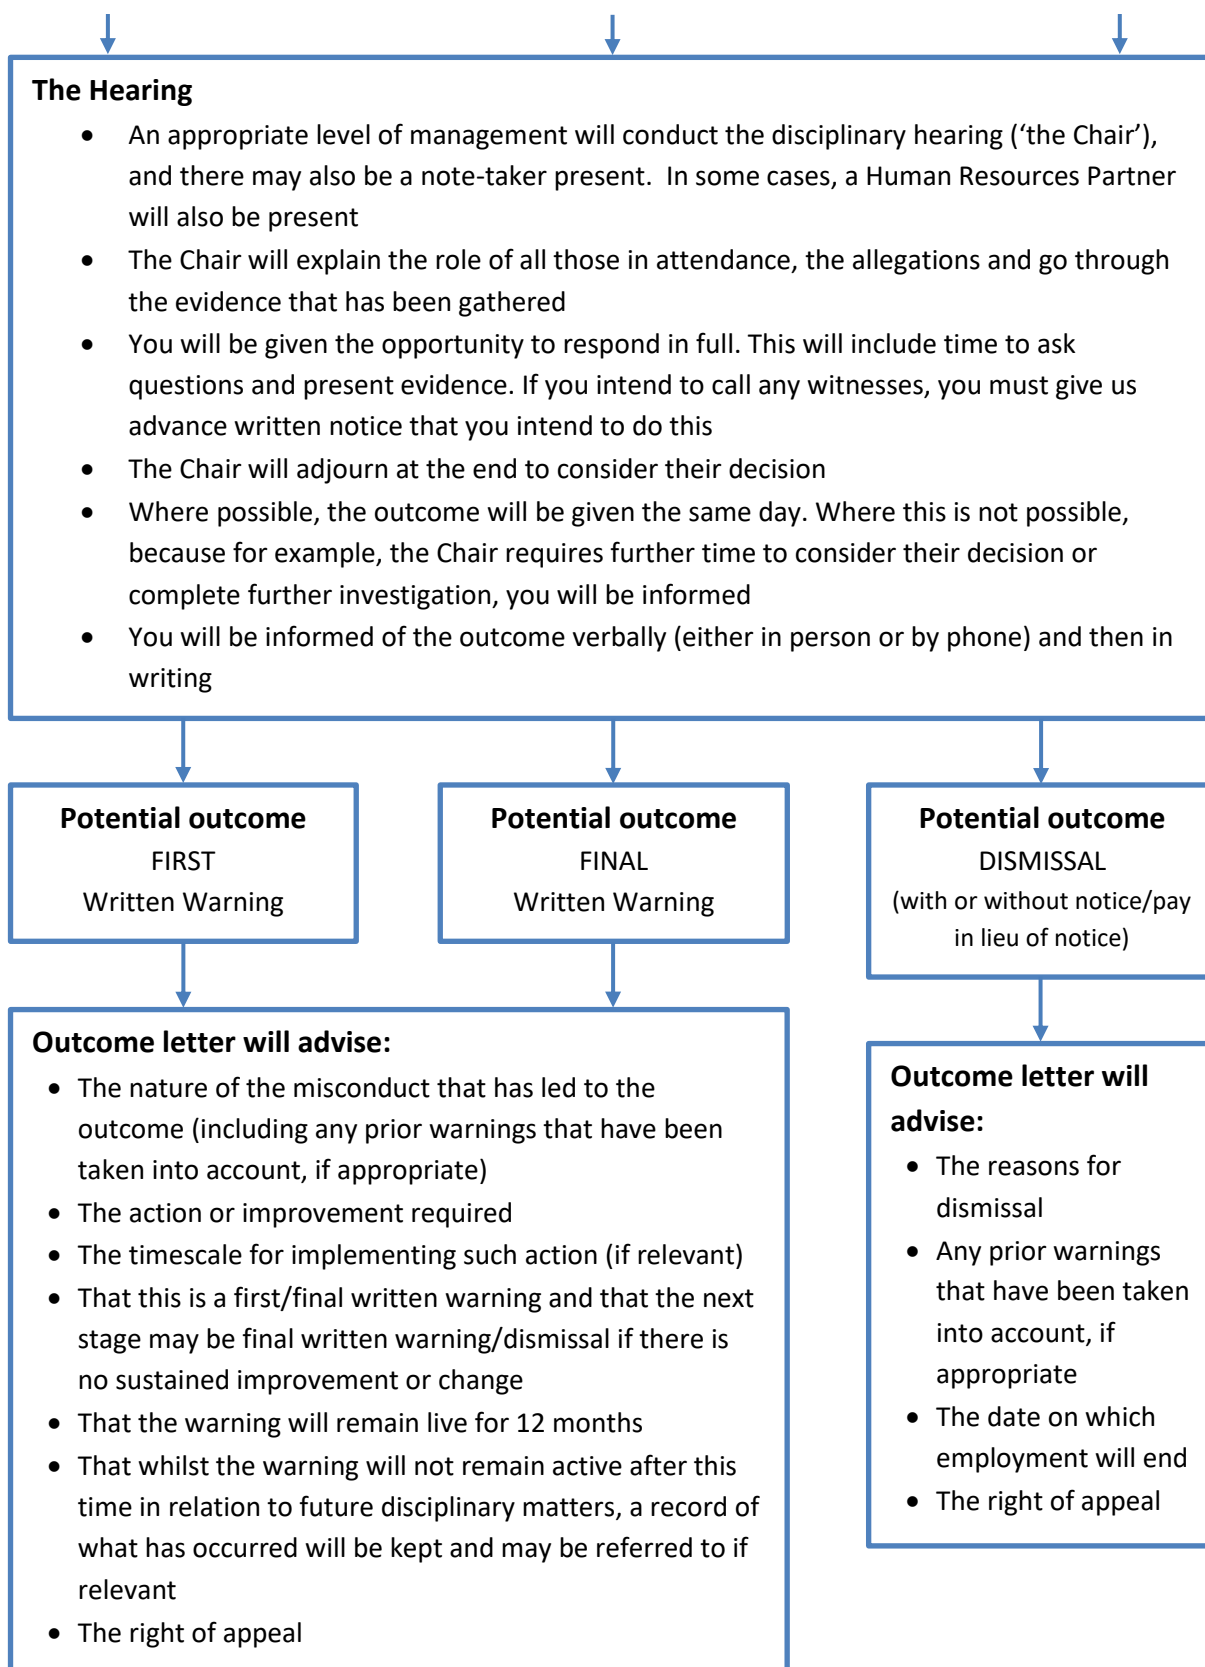 The Hearing
• An appropriate level of management will conduct the disciplinary hearing (‘the Chair’),
and there may also be a note-taker present.  In some cases, a Human Resources Partner
will also be present
• The Chair will explain the role of all those in attendance, the allegations and go through
the evidence that has been gathered
• You will be given the opportunity to respond in full. This will include time to ask
questions and present evidence. If you intend to call any witnesses, you must give us
advance written notice that you intend to do this
• The Chair will adjourn at the end to consider their decision
• Where possible, the outcome will be given the same day. Where this is not possible,
because for example, the Chair requires further time to consider their decision or
complete further investigation, you will be informed
• You will be informed of the outcome verbally (either in person or by phone) and then in
writing
Potential outcome
FIRST
Written Warning
Potential outcome
FINAL
Written Warning
Potential outcome
DISMISSAL
(with or without notice/pay
in lieu of notice)
Outcome letter will advise:
• The nature of the misconduct that has led to the
outcome (including any prior warnings that have been
taken into account, if appropriate)
• The action or improvement required
• The timescale for implementing such action (if relevant)
• That this is a first/final written warning and that the next
stage may be final written warning/dismissal if there is
no sustained improvement or change
• That the warning will remain live for 12 months
• That whilst the warning will not remain active after this
time in relation to future disciplinary matters, a record of
what has occurred will be kept and may be referred to if
relevant
• The right of appeal
Outcome letter will
advise:
• The reasons for
dismissal
• Any prior warnings
that have been taken
into account, if
appropriate
• The date on which
employment will end
• The right of appeal